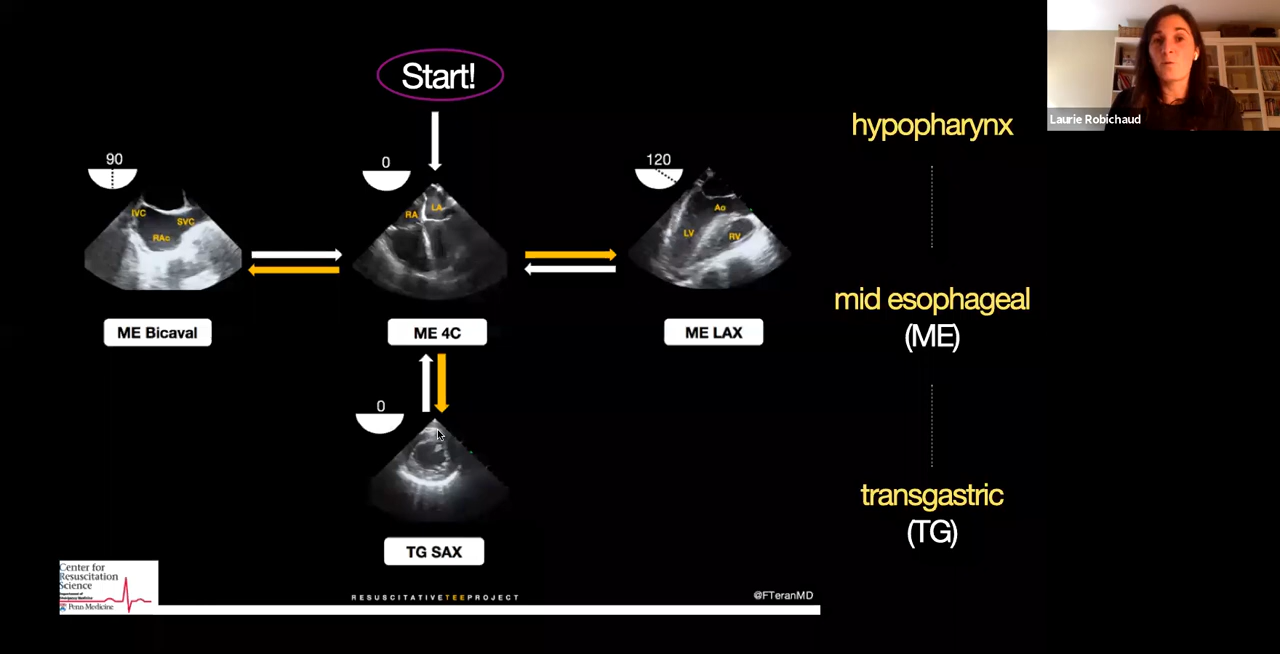 Start!
hypopharynx
Laurie Robichaud
90
0
120
IVC
SVC
RAc
RA
LA
Ao
LV
RV
ME Bicaval
ME 4C
ME LAX
mid esophageal
(ME)
0
TG SAX
transgastric
(TG)
Center for
Resuscitation
Science
Penn Medicine
RESUSCITATIVETEEPROJECT
@FTeranMD